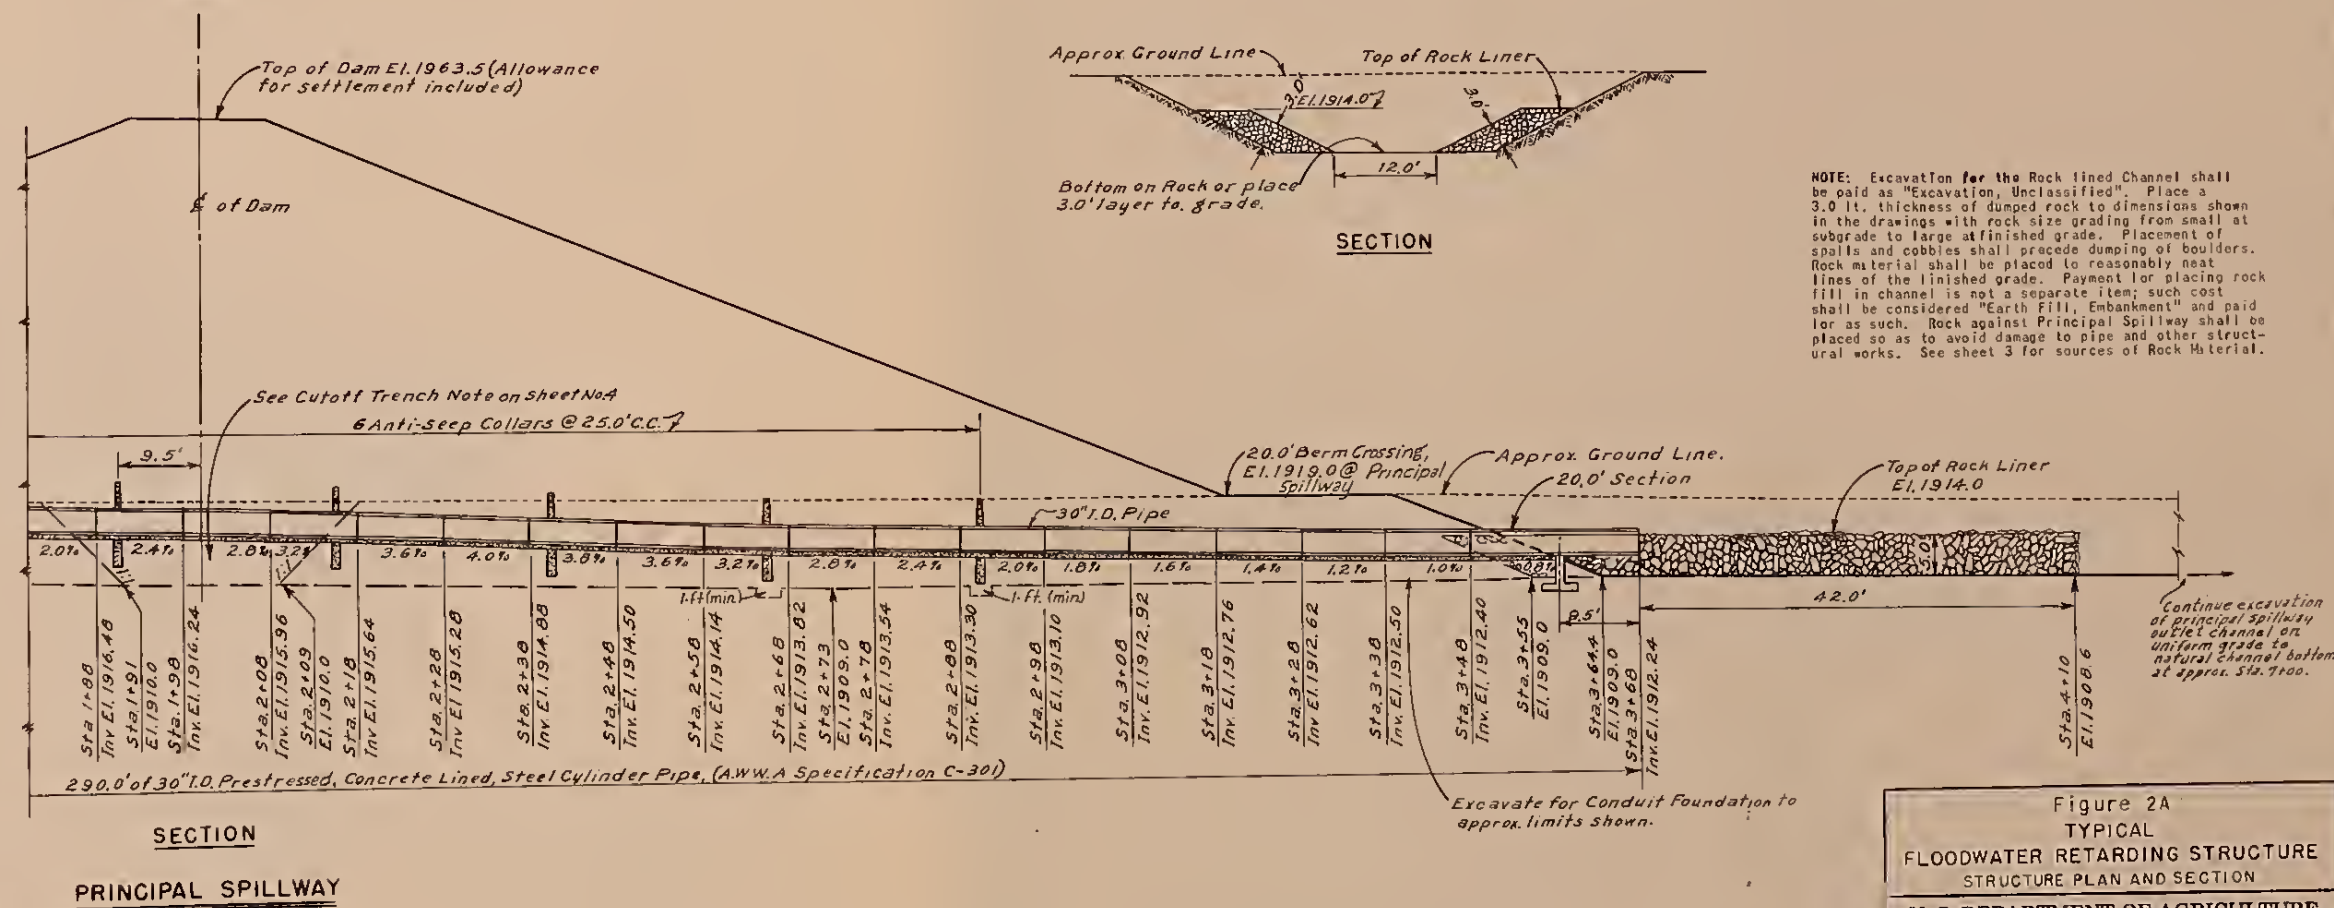 Top of Dam El. 1963.5 (Allowance
for settlement included)
℄ of Dam
See Cutoff Trench Note on Sheet No.4
6 Anti-Seep Collars @ 25.0' C.C.
9.5'
Approx. Ground Line
Top of Rock Liner
3.0'
El. 1914.0
3.0'
12.0'
Bottom on Rock or place
3.0' layer to. grade.
SECTION
NOTE: Excavation for the Rock lined Channel shall
be paid as "Excavation, Unclassified". Place a
3.0 ft. thickness of dumped rock to dimensions shown
in the drawings with rock size grading from small at
subgrade to large at finished grade. Placement of
spalls and cobbles shall precede dumping of boulders.
Rock material shall be placed to reasonably neat
lines of the finished grade. Payment for placing rock
fill in channel is not a separate item; such cost
shall be considered "Earth Fill, Embankment" and paid
for as such. Rock against Principal Spillway shall be
placed so as to avoid damage to pipe and other struct-
ural works. See sheet 3 for sources of Rock Material.
20.0' Berm Crossing,
El. 1919.0 @ Principal
Spillway
Approx. Ground Line.
20.0' Section
Top of Rock Liner
El. 1914.0
30" I.D. Pipe
2.0%
2.4%
2.8%
3.2%
3.6%
4.0%
3.8%
3.6%
3.2%
2.8%
2.4%
2.0%
1.8%
1.6%
1.4%
1.2%
1.0%
0.8%
1:1
1:1
1-ft (min)
1-Ft. (min)
5.0'
8.5'
42.0'
Sta 1+88
Inv El. 1916.48
Sta. 1+91
El. 1910.0
Sta. 1+98
Inv. El. 1916.24
Sta. 2+08
Inv. El. 1915.96
Sta. 2+09
El. 1910.0
Sta. 2+18
Inv El. 1915.64
Sta. 2+28
Inv El. 1915.28
Sta. 2+38
Inv. El. 1914.88
Sta. 2+48
Inv. El. 1914.50
Sta. 2+58
Inv. El. 1914.14
Sta. 2+68
Inv. El. 1913.82
Sta. 2+73
El. 1909.0
Sta. 2+78
Inv. El. 1913.54
Sta. 2+88
Inv. El. 1913.30
Sta. 2+98
Inv. El. 1913.10
Sta. 3+08
Inv. El. 1912.92
Sta. 3+18
Inv. El. 1912.76
Sta. 3+28
Inv El. 1912.62
Sta. 3+38
Inv. El. 1912.50
Sta. 3+48
Inv. El. 1912.40
Sta. 3+55
El. 1909.0
Sta. 3+64.4
El. 1909.0
Sta. 3+68
Inv. El. 1912.24
Sta. 4+10
El. 1908.6
Continue excavation
of principal spillway
outlet channel on
uniform grade to
natural channel bottom
at approx. Sta. 7+00.
290.0' of 30" I.D. Prestressed, Concrete Lined, Steel Cylinder Pipe, (A.W.W.A Specification C-301)
Excavate for Conduit Foundation to
approx. limits shown.
SECTION
PRINCIPAL SPILLWAY
Figure 2A
TYPICAL
FLOODWATER RETARDING STRUCTURE
STRUCTURE PLAN AND SECTION
U. S. DEPARTMENT OF AGRICULTURE